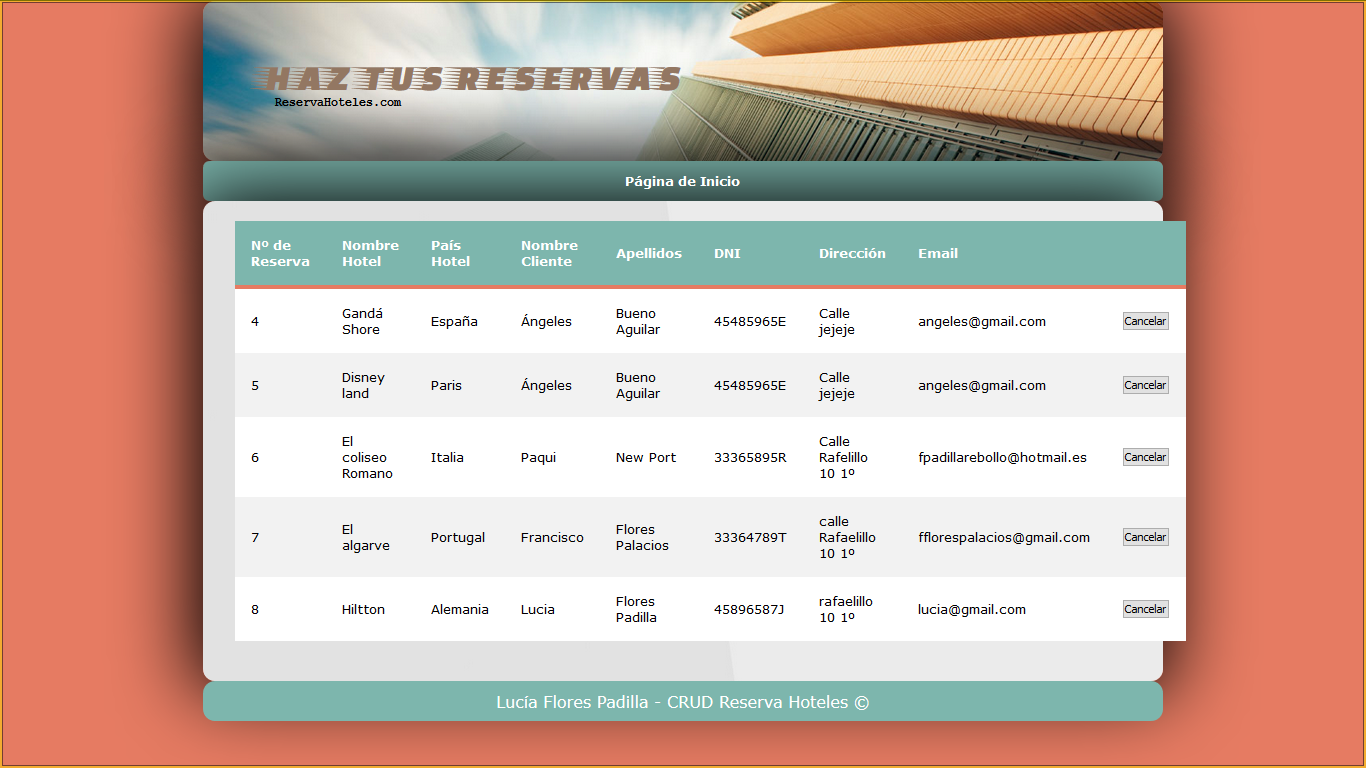 HAZ TUS RESERVAS
ReservaHoteles.com
Página de Inicio
Nº de Reserva Nombre Hotel País Hotel Nombre Cliente Apellidos DNI Dirección Email
4 Gandá Shore España Ángeles Bueno Aguilar 45485965E Calle jejeje angeles@gmail.com Cancelar
5 Disney land Paris Ángeles Bueno Aguilar 45485965E Calle jejeje angeles@gmail.com Cancelar
6 El coliseo Romano Italia Paqui New Port 33365895R Calle Rafelillo 10 1º fpadillarebollo@hotmail.es Cancelar
7 El algarve Portugal Francisco Flores Palacios 33364789T calle Rafaelillo 10 1º fflorespalacios@gmail.com Cancelar
8 Hiltton Alemania Lucia Flores Padilla 45896587J rafaelillo 10 1º lucia@gmail.com Cancelar
Lucía Flores Padilla - CRUD Reserva Hoteles ©